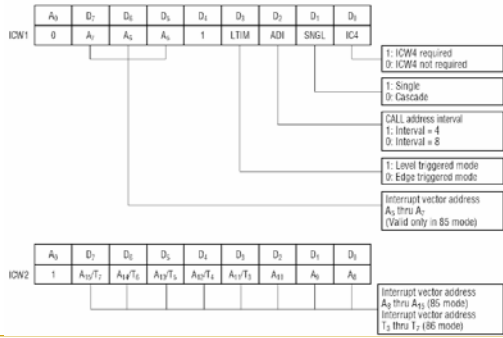 A₀ D₇ D₆ D₅ D₄ D₃ D₂ D₁ D₀
ICW1 0 A₇ A₆ A₅ 1 LTIM ADI SNGL IC4
1: ICW4 required
0: ICW4 not required
1: Single
0: Cascade
CALL address interval
1: Interval = 4
0: Interval = 8
1: Level triggered mode
0: Edge triggered mode
Interrupt vector address
A₅ thru A₇
(Valid only in 85 mode)
A₀ D₇ D₆ D₅ D₄ D₃ D₂ D₁ D₀
ICW2 1 A₁₅/T₇ A₁₄/T₆ A₁₃/T₅ A₁₂/T₄ A₁₁/T₃ A₁₀ A₉ A₈
Interrupt vector address
thru A₁₅ (85 mode)
Interrupt vector address
T₃ thru T₇ (86 mode)